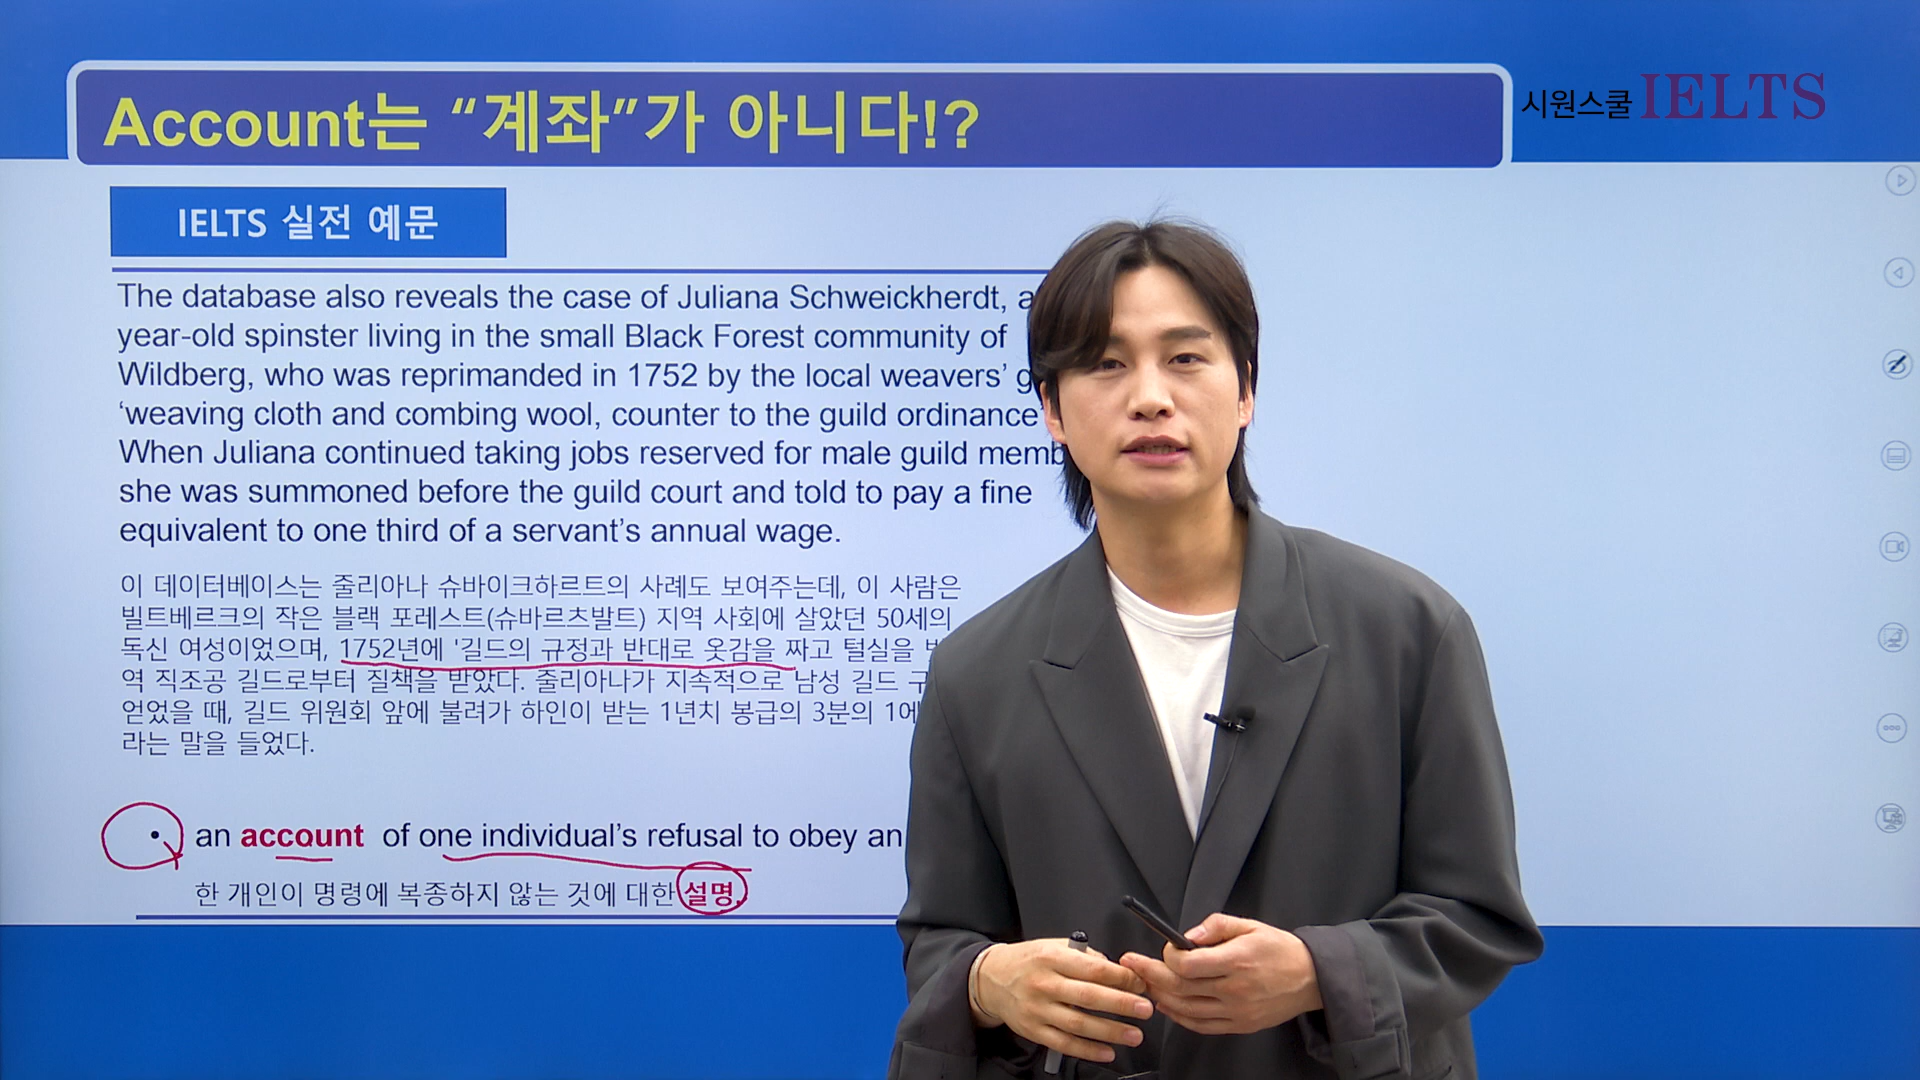 Account는 “계좌”가 아니다!?
시원스쿨 IELTS
IELTS 실전 예문
The database also reveals the case of Juliana Schweickherdt, a
year-old spinster living in the small Black Forest community of
Wildberg, who was reprimanded in 1752 by the local weavers’
‘weaving cloth and combing wool, counter to the guild ordinance’
When Juliana continued taking jobs reserved for male guild
she was summoned before the guild court and told to pay a fine
equivalent to one third of a servant’s annual wage.
이 데이터베이스는 줄리아나 슈바이크하르트의 사례도 보여주는데, 이 사람은
빌트베르크의 작은 블랙 포레스트(슈바르츠발트) 지역 사회에 살았던 50세의
독신 여성이었으며, 1752년에 '길드의 규정과 반대로 옷감을 짜고 털실을
역 직조공 길드로부터 질책을 받았다. 줄리아나가 지속적으로 남성 길드
얻었을 때, 길드 위원회 앞에 불려가 하인이 받는 1년치 봉급의 3분의 1에
라는 말을 들었다.
• an account of one individual’s refusal to obey an
한 개인이 명령에 복종하지 않는 것에 대한 설명.